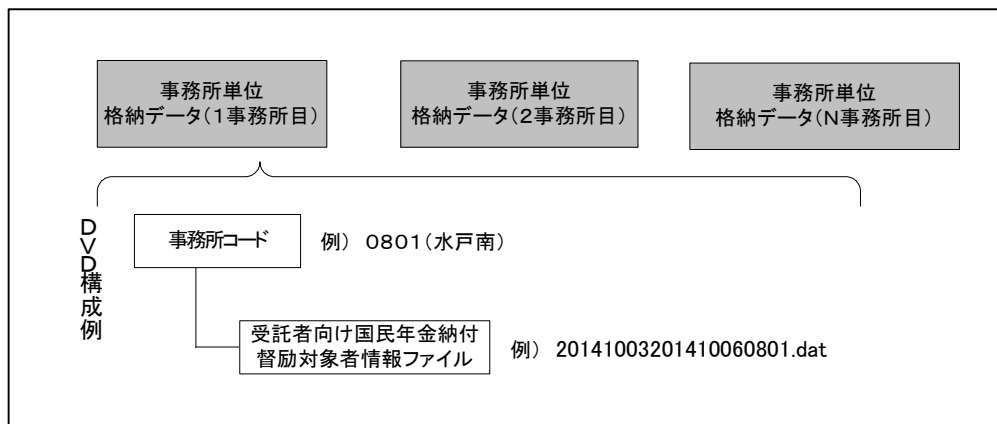 事務所単位
格納データ(1事務所目)
事務所単位
格納データ(2事務所目)
事務所単位
格納データ(N事務所目)
DVD構成例
事務所コード
例) 0801(水戸南)
受託者向け国民年金納付
督励対象者情報ファイル
例) 20141003201410060801.dat